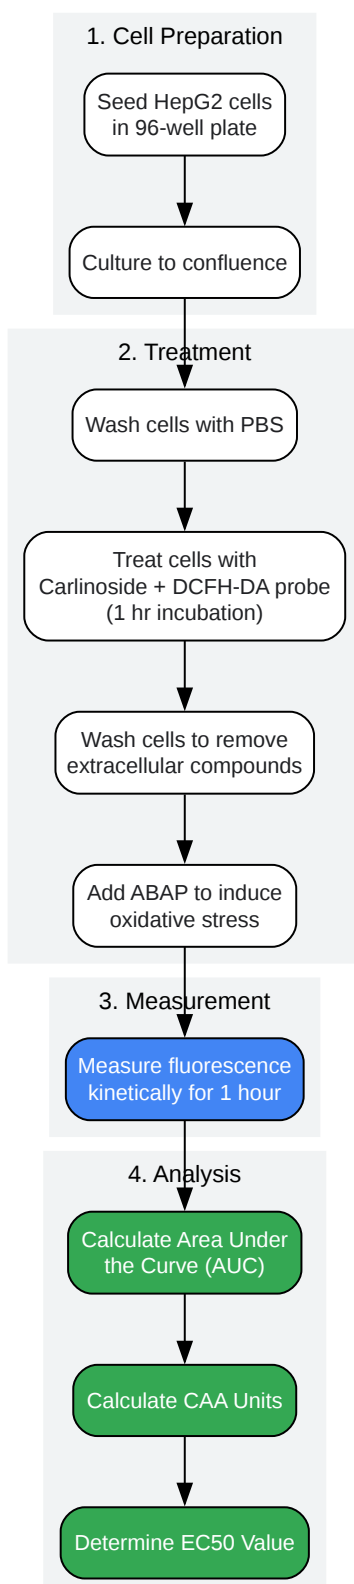 1. Cell Preparation
Seed HepG2 cells
in 96-well plate
Culture to confluence
2. Treatment
Wash cells with PBS
Treat cells with
Carlinoside + DCFH-DA probe
(1 hr incubation)
Wash cells to remove
extracellular compounds
Add ABAP to induce
oxidative stress
3. Measurement
Measure fluorescence
kinetically for 1 hour
4. Analysis
Calculate Area Under
the Curve (AUC)
Calculate CAA Units
Determine EC50 Value